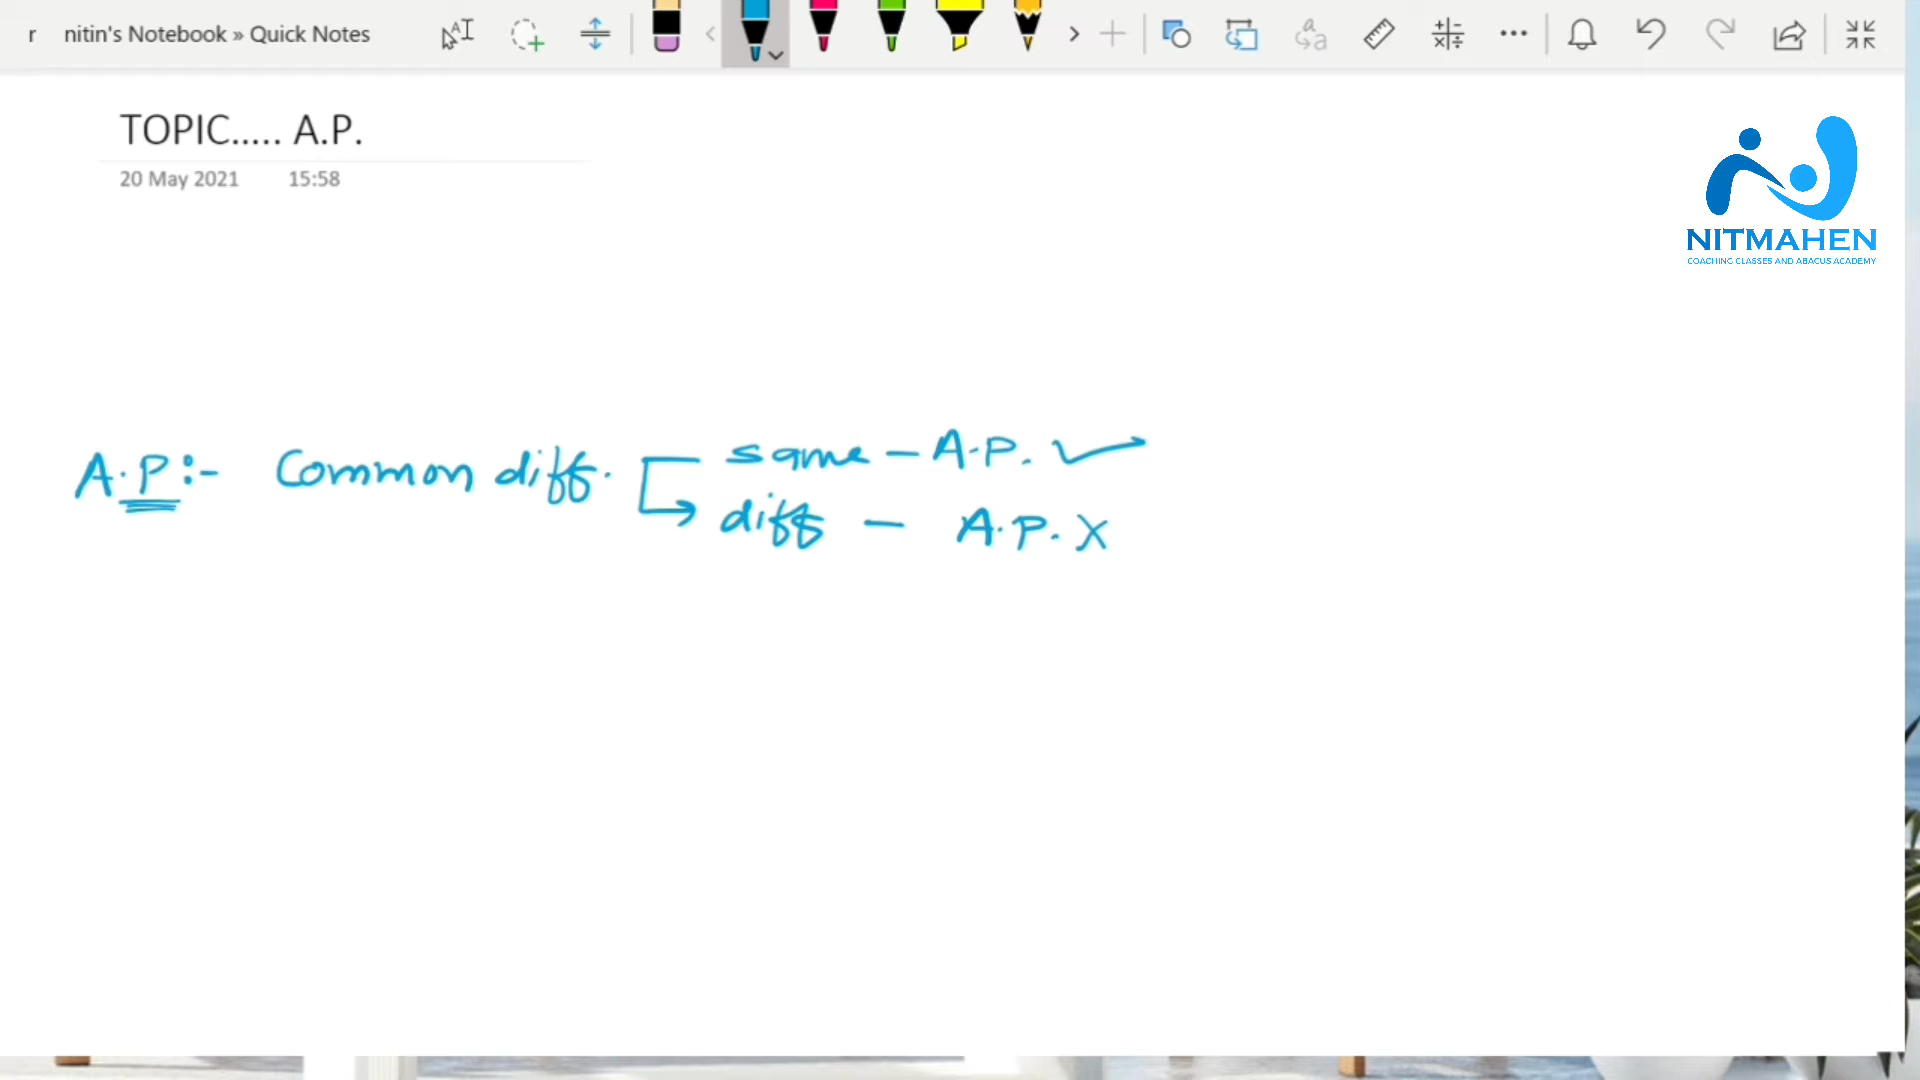 r nitin's Notebook » Quick Notes
TOPIC..... A.P.
20 May 2021 15:58
NITMAHEN
COACHING CLASSES AND ABACUS ACADEMY
A.P:- Common diff. same - A.P. ✓
diff - A.P. X